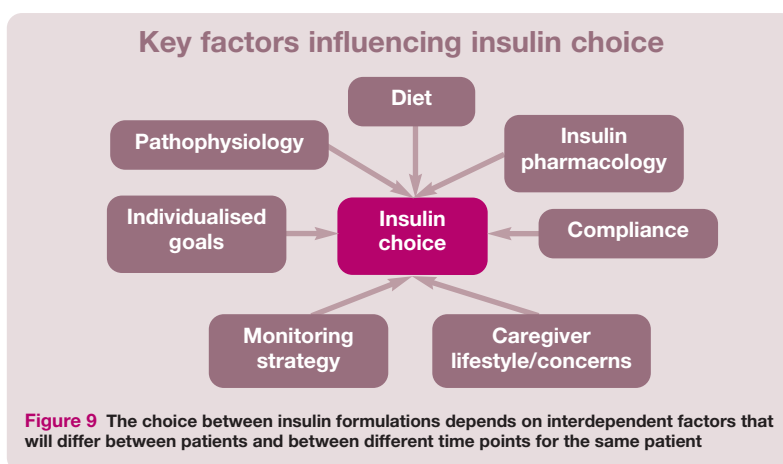 Key factors influencing insulin choice
Diet
Pathophysiology
Insulin
pharmacology
Individualised
goals
Insulin
choice
Compliance
Monitoring
strategy
Caregiver
lifestyle/concerns
Figure 9 The choice between insulin formulations depends on interdependent factors that
will differ between patients and between different time points for the same patient